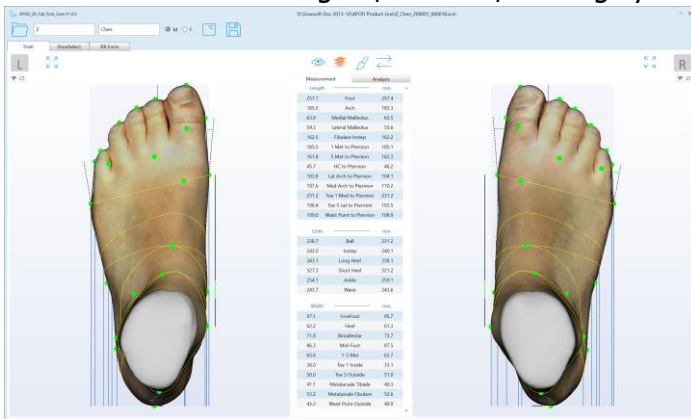 2 Chen M F
Scan ShoeSelect RX Form
L R
Measurement Analysis
Length mm
257.7 Foot 257.4
185.5 Arch 185.3
63.9 Medial Malleolus 63.5
54.3 Lateral Malleolus 55.6
162.5 Fibulare Instep 162.2
185.5 1 Met to Pternion 185.1
161.8 5 Met to Pternion 162.3
45.7 HC to Pternion 46.2
103.8 Lat Arch to Pternion 104.1
107.6 Med Arch to Pternion 110.2
231.2 Toe 1 Med to Pternion 231.2
190.4 Toe 5 Lat to Pternion 193.5
109.0 Waist Point to Pternion 108.9
Girth mm
238.7 Ball 231.2
242.0 Instep 240.1
343.1 Long Heel 338.1
327.3 Short Heel 321.2
254.1 Ankle 259.1
243.7 Waist 243.6
Width mm
97.1 ForeFoot 95.7
62.2 Heel 61.3
71.9 Bimalleolar 73.7
86.3 Mid-Foot 87.5
65.6 1-5 Met 63.7
38.0 Toe 1 Inside 33.1
50.0 Toe 5 Outside 51.0
41.1 Metatarsale Tibiale 40.3
53.2 Metatarsale Fibulare 52.6
43.2 Waist Point Outside 40.9